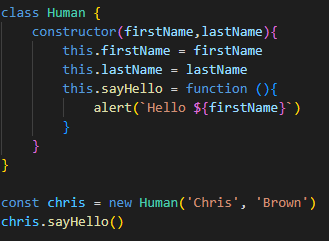 class Human {
    constructor(firstName,lastName){
        this.firstName = firstName
        this.lastName = lastName
        this.sayHello = function (){
            alert(`Hello ${firstName}`)
        }
    }
}

const chris = new Human('Chris', 'Brown')
chris.sayHello()